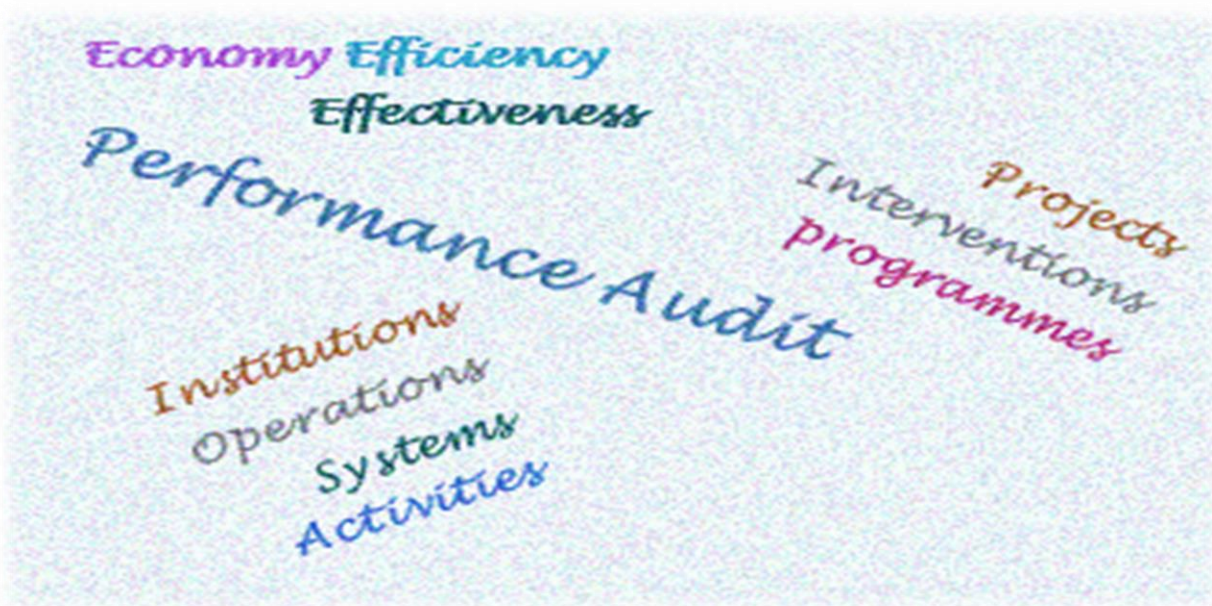 Economy Efficiency
Effectiveness
Performance Audit
Projects
Interventions
programmes
Institutions
Operations
Systems
Activities